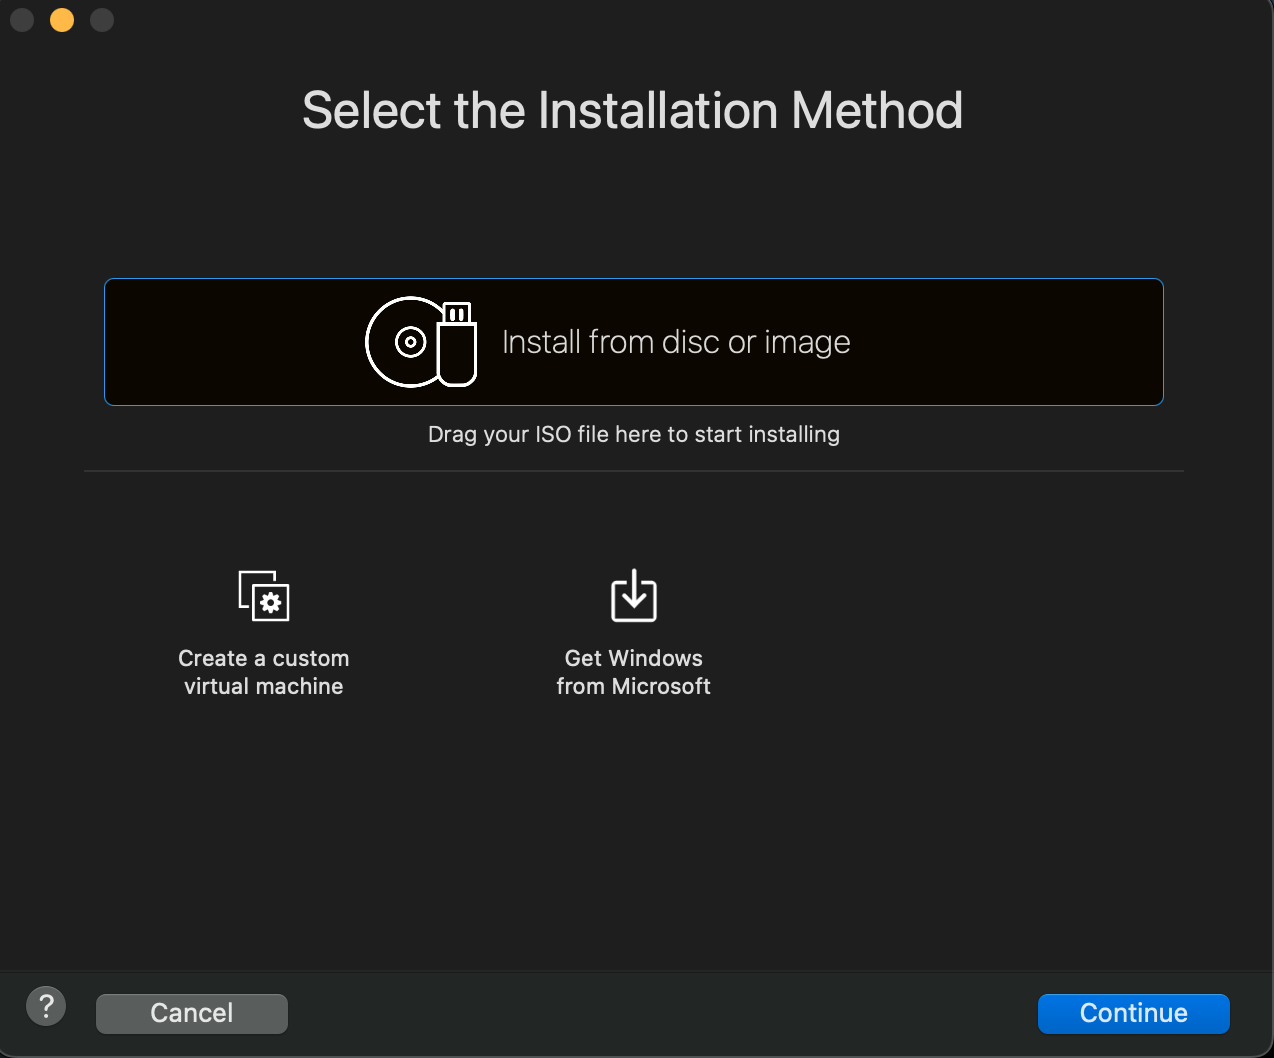 Select the Installation Method
Install from disc or image
Drag your ISO file here to start installing
Create a custom
virtual machine
Get Windows
from Microsoft
?
Cancel
Continue